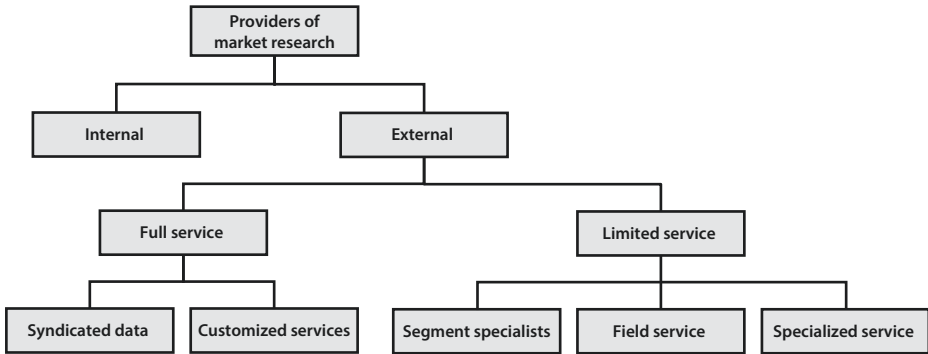 Providers of
market research
Internal
External
Full service
Limited service
Syndicated data
Customized services
Segment specialists
Field service
Specialized service